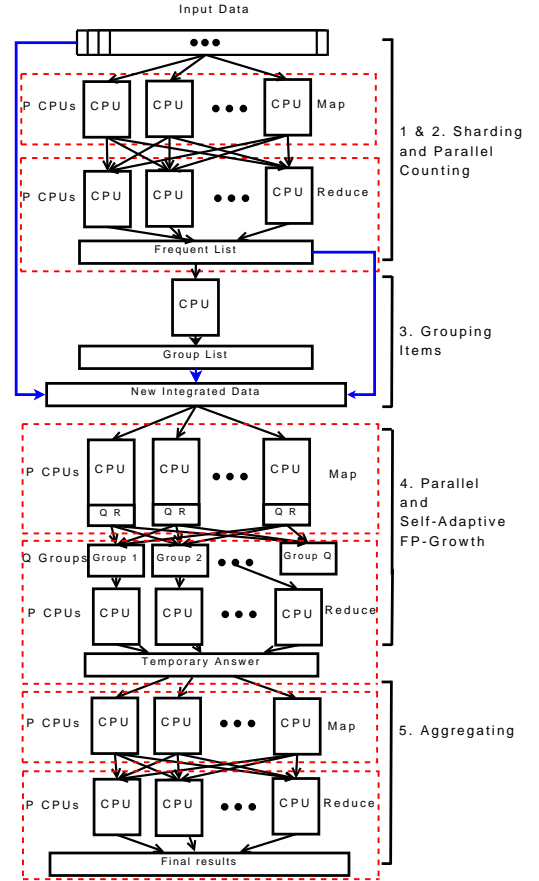 Input Data
P CPUs CPU CPU CPU Map
1 & 2. Sharding
and Parallel
Counting
P CPUs CPU CPU CPU Reduce
Frequent List
CPU
3. Grouping
Items
Group List
New Integrated Data
P CPUs CPU CPU CPU Map
4. Parallel
and
Self-Adaptive
FP-Growth
Q R Q R Q R
Q Groups Group 1 Group 2 Group Q
P CPUs CPU CPU CPU Reduce
Temporary Answer
P CPUs CPU CPU CPU Map
5. Aggregating
P CPUs CPU CPU CPU Reduce
Final results